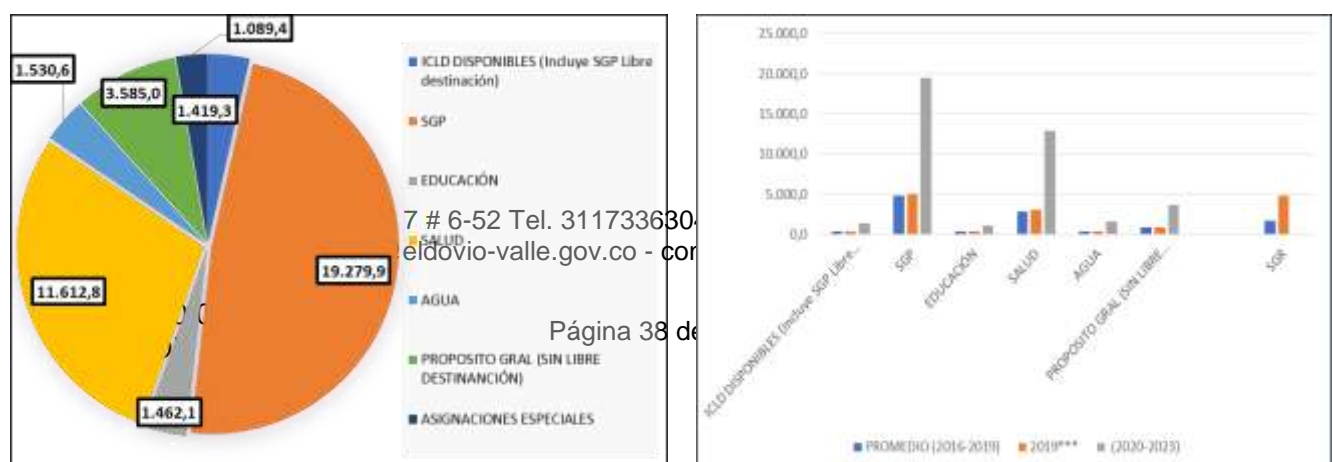 1.089,4
1.530,6
3.585,0
1.419,3
19.279,9
11.612,8
1.462,1
ICLD DISPONIBLES (Incluye SGP Libre
destinación)
SGP
EDUCACIÓN
SALUD
AGUA
PROPOSITO GRAL (SIN LIBRE
DESTINANCIÓN)
ASIGNACIONES ESPECIALES
7 # 6-52 Tel. 3117336304
eldovio-valle.gov.co - cor
Página 38 de
25.000,0
20.000,0
15.000,0
10.000,0
5.000,0
0,0
ICLD DISPONIBLES (Incluye SGP Libre...
SGP
EDUCACIÓN
SALUD
AGUA
PROPOSITO GRAL (SIN LIBRE...
SGR
PROMEDIO (2016-2019)
2019***
(2020-2023)